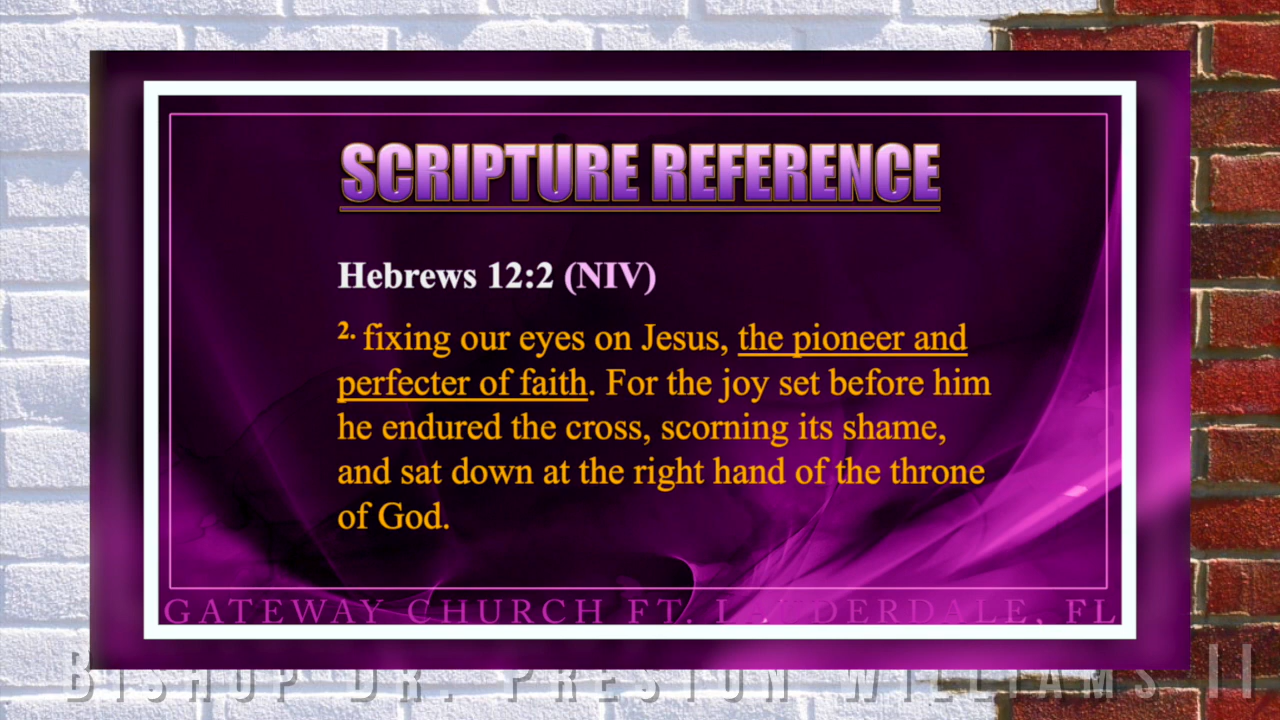 SCRIPTURE REFERENCE
Hebrews 12:2 (NIV)
2. fixing our eyes on Jesus, the pioneer and
perfecter of faith. For the joy set before him
he endured the cross, scorning its shame,
and sat down at the right hand of the throne
of God.
GATEWAY CHURCH FT. LAUDERDALE, FL
BISHOP DR. PRESTON WILLIAMS II